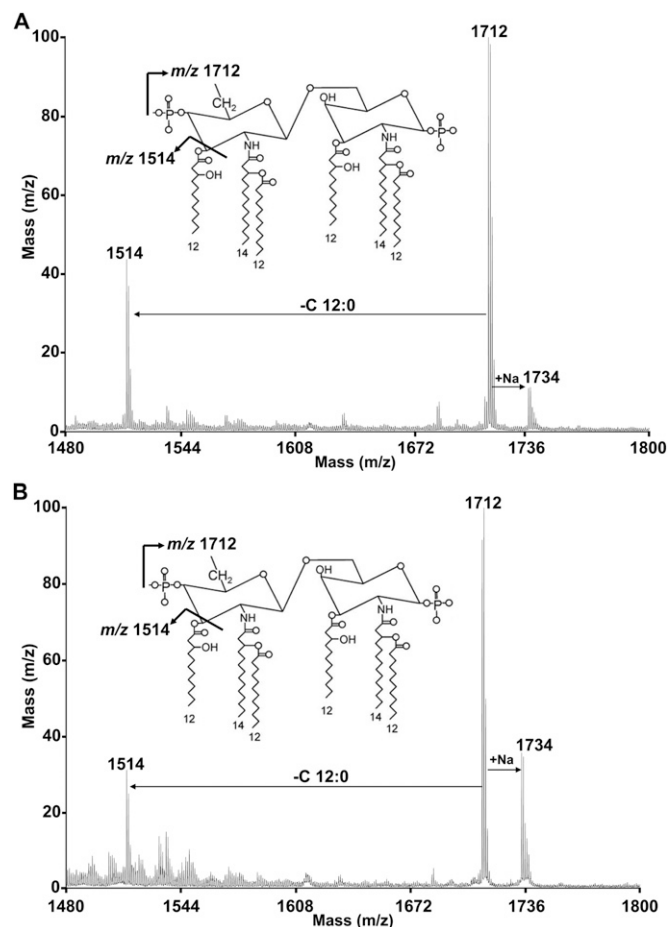 A
100
80
60
40
20
0
Mass (m/z)
1712
m/z 1712
CH2
OH
O
P
NH
m/z 1514
OH
OH
NH
12
14
12
12
14
12
1514
-C 12:0
+Na
1734
1480
1544
1608
1672
1736
1800
Mass (m/z)
B
100
80
60
40
20
0
Mass (m/z)
1712
m/z 1712
CH2
OH
O
P
NH
m/z 1514
OH
OH
NH
12
14
12
12
14
12
1514
-C 12:0
+Na
1734
1480
1544
1608
1672
1736
1800
Mass (m/z)